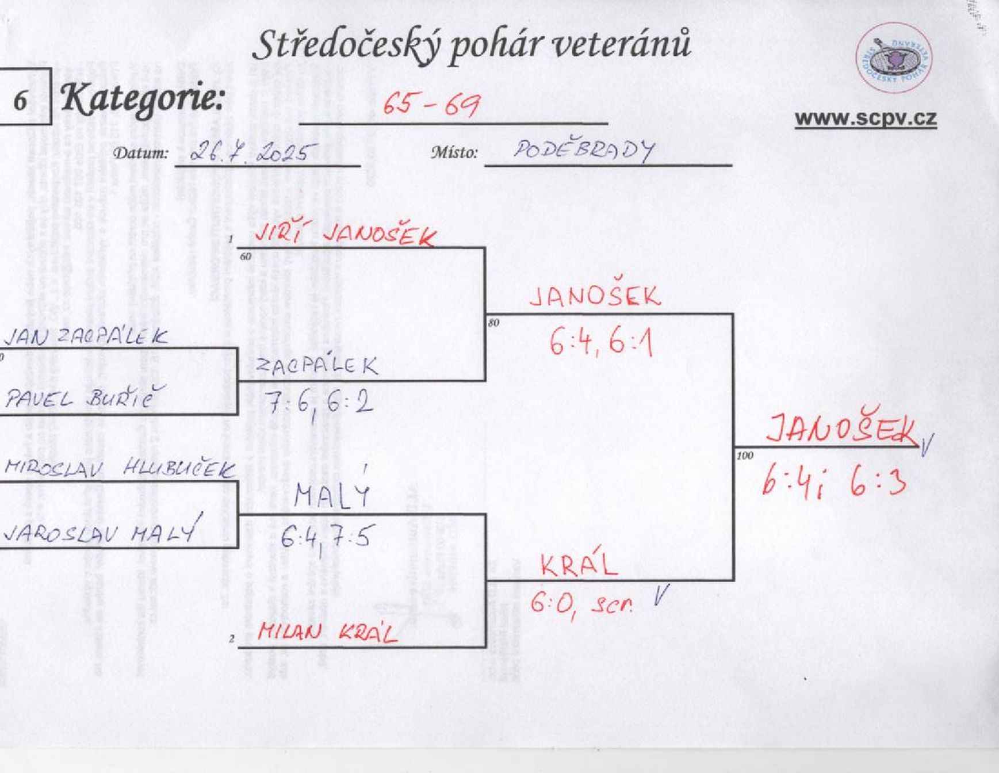 Středočeský pohár veteránů
STŘEDOČESKÝ POHÁR VETERÁNŮ
6 Kategorie: 65 - 69
www.scpv.cz
Datum: 26.7.2025 Místo: PODĚBRADY
1 JIŘÍ JANOŠEK
60
JANOŠEK
80
6:4, 6:1
JAN ZACPÁLEK
0
ZACPÁLEK
7:6, 6:2
PAVEL BUŘIČ
JANOŠEK
100
6:4; 6:3
MIROSLAV HLUBUČEK
MALÝ
6:4, 7:5
JAROSLAV MALÝ
KRÁL
6:0, scr.
2 MILAN KRÁL